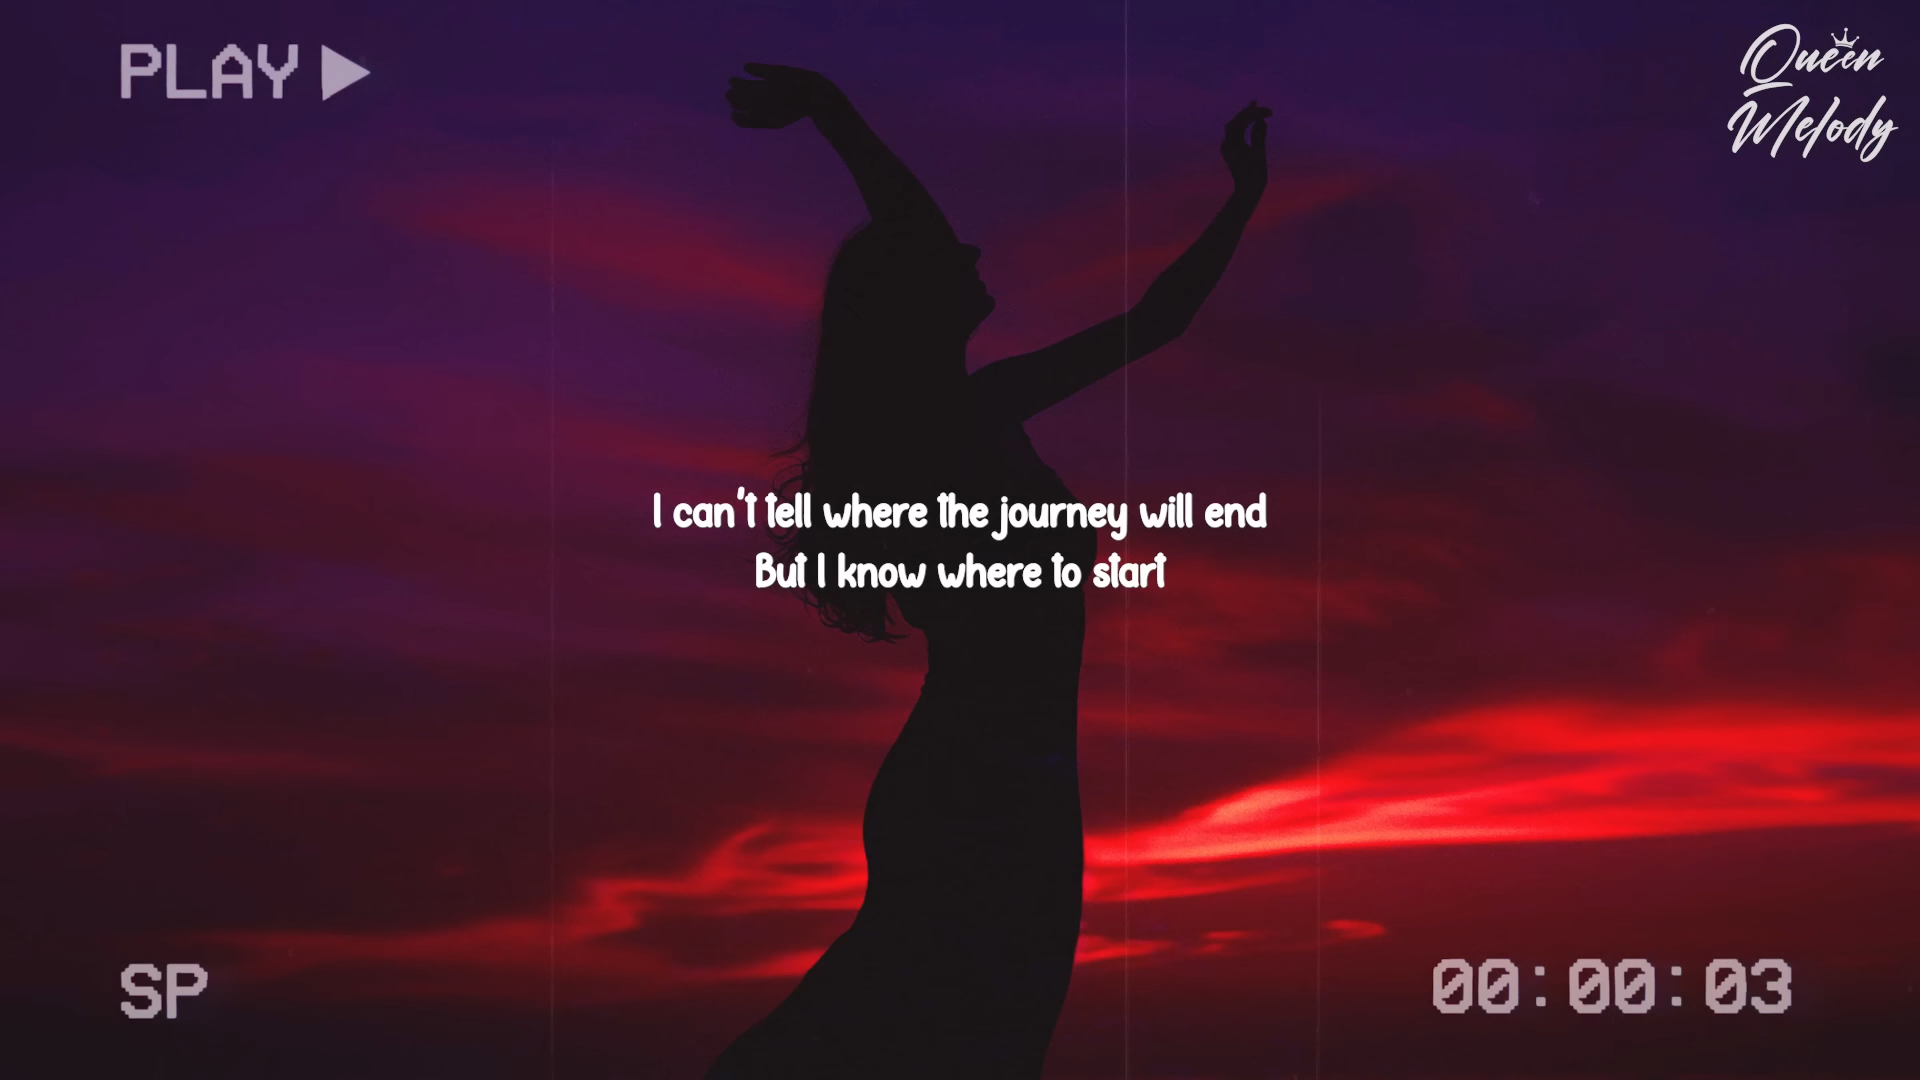 PLAY
Queen
Melody
I can't tell where the journey will end
But I know where to start
SP
00:00:03